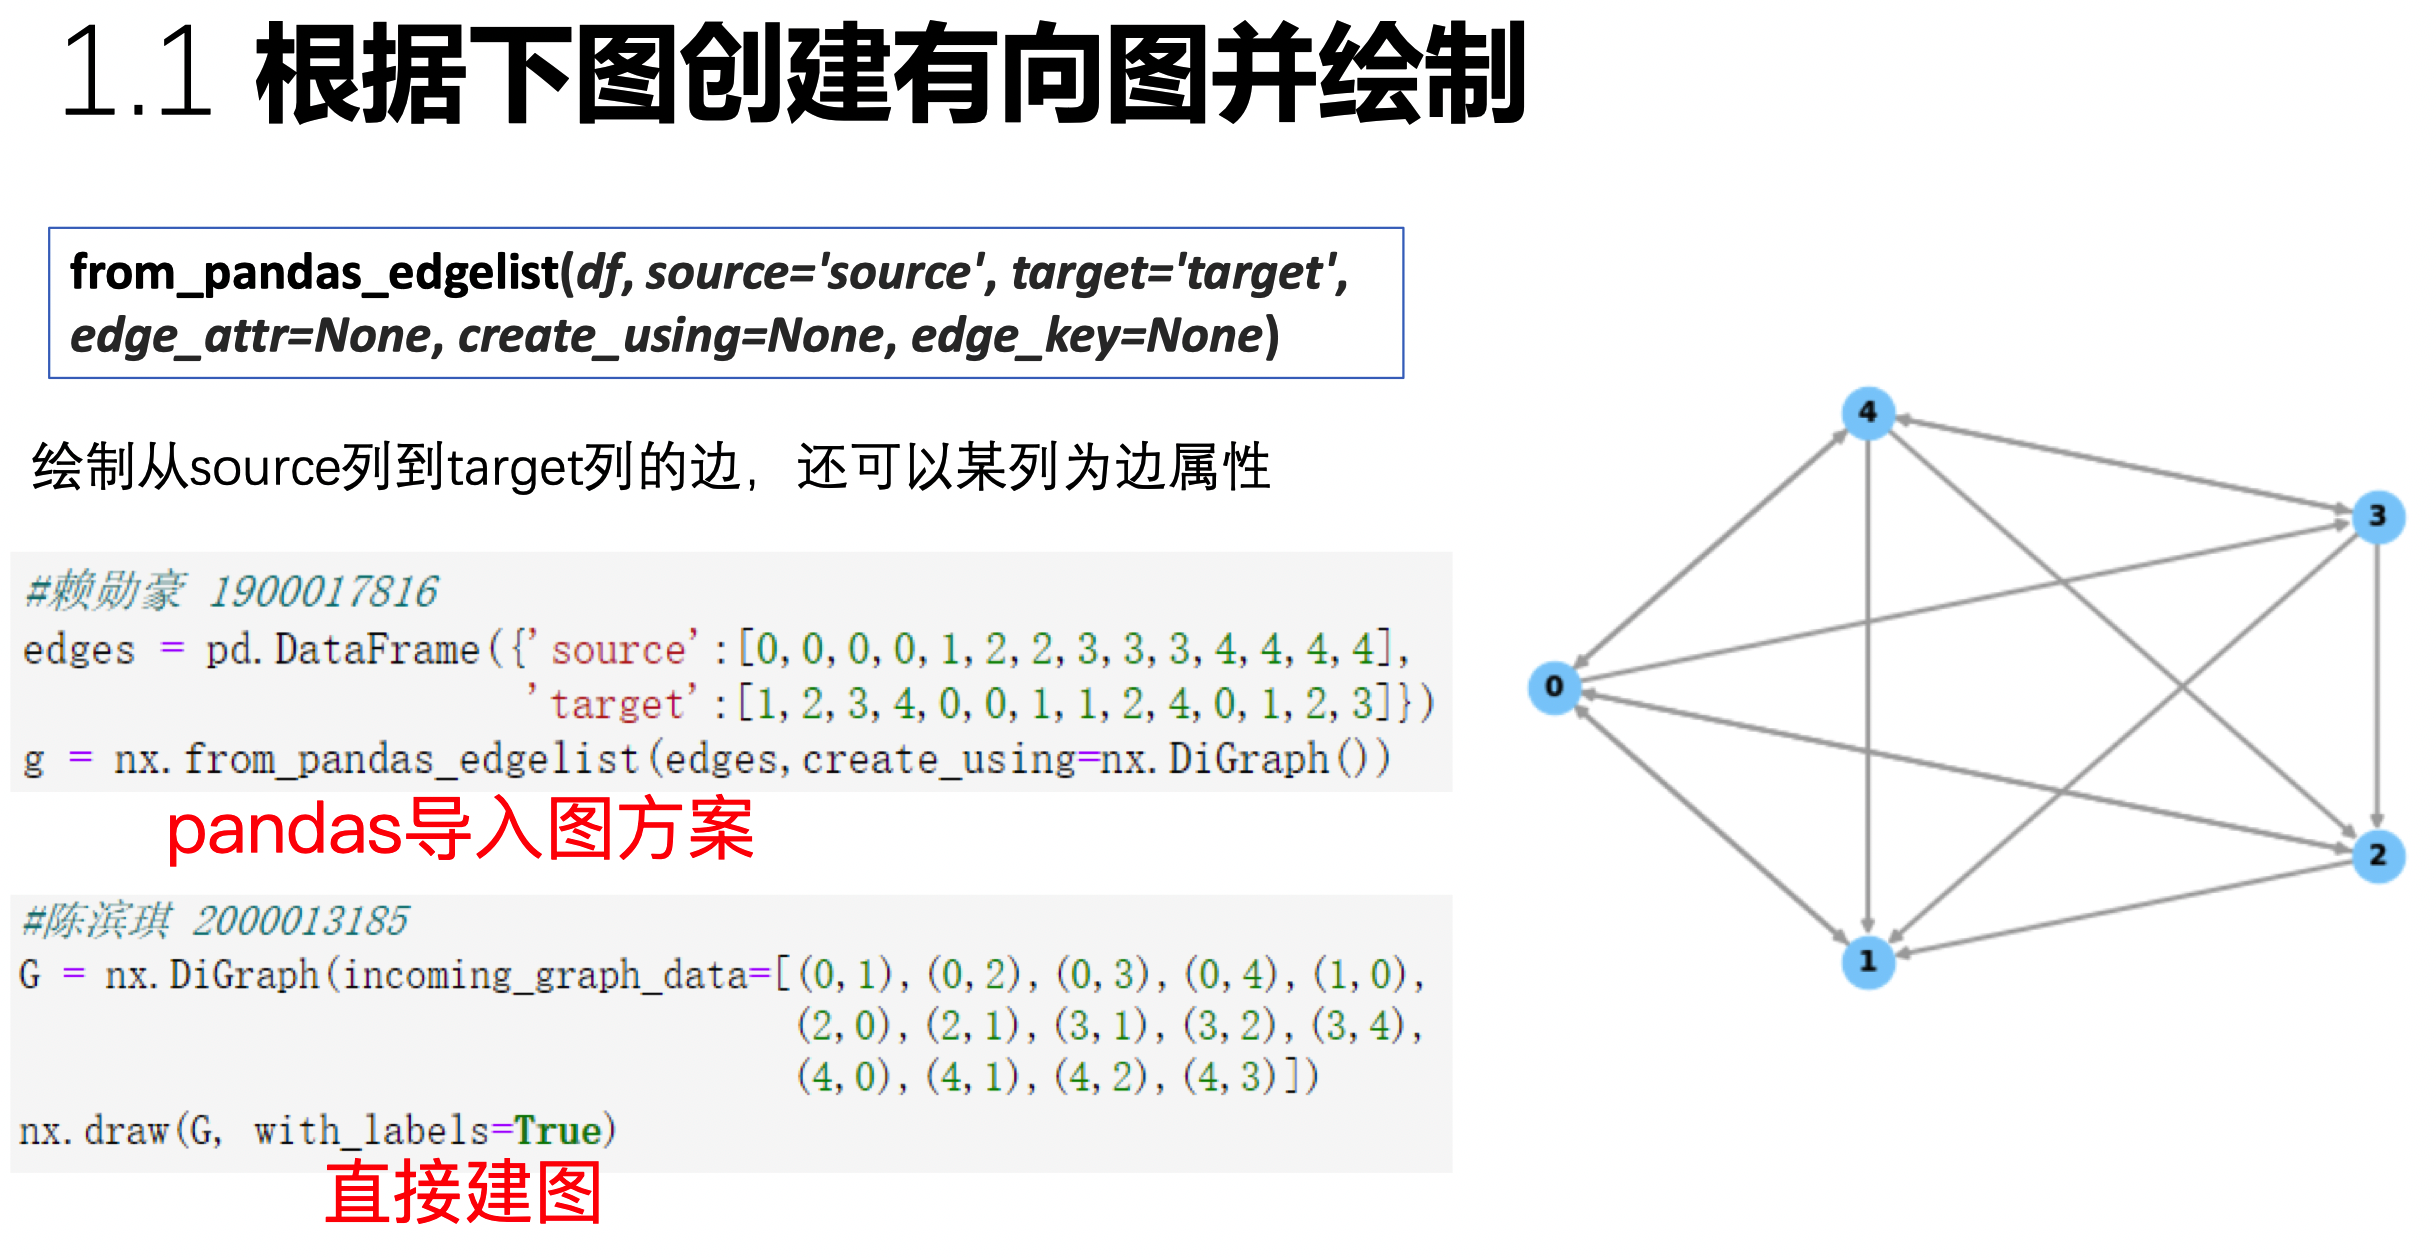 1.1 根据下图创建有向图并绘制
from_pandas_edgelist(df, source='source', target='target',
edge_attr=None, create_using=None, edge_key=None)
绘制从source列到target列的边，还可以某列为边属性
#赖勋豪 1900017816
edges = pd.DataFrame({'source':[0,0,0,0,1,2,2,3,3,3,4,4,4,4],
'target':[1,2,3,4,0,0,1,1,2,4,0,1,2,3]})
g = nx.from_pandas_edgelist(edges,create_using=nx.DiGraph())
pandas导入图方案
#陈滨琪 2000013185
G = nx.DiGraph(incoming_graph_data=[(0,1),(0,2),(0,3),(0,4),(1,0),
(2,0),(2,1),(3,1),(3,2),(3,4),
(4,0),(4,1),(4,2),(4,3)])
nx.draw(G, with_labels=True)
直接建图
4
3
0
2
1